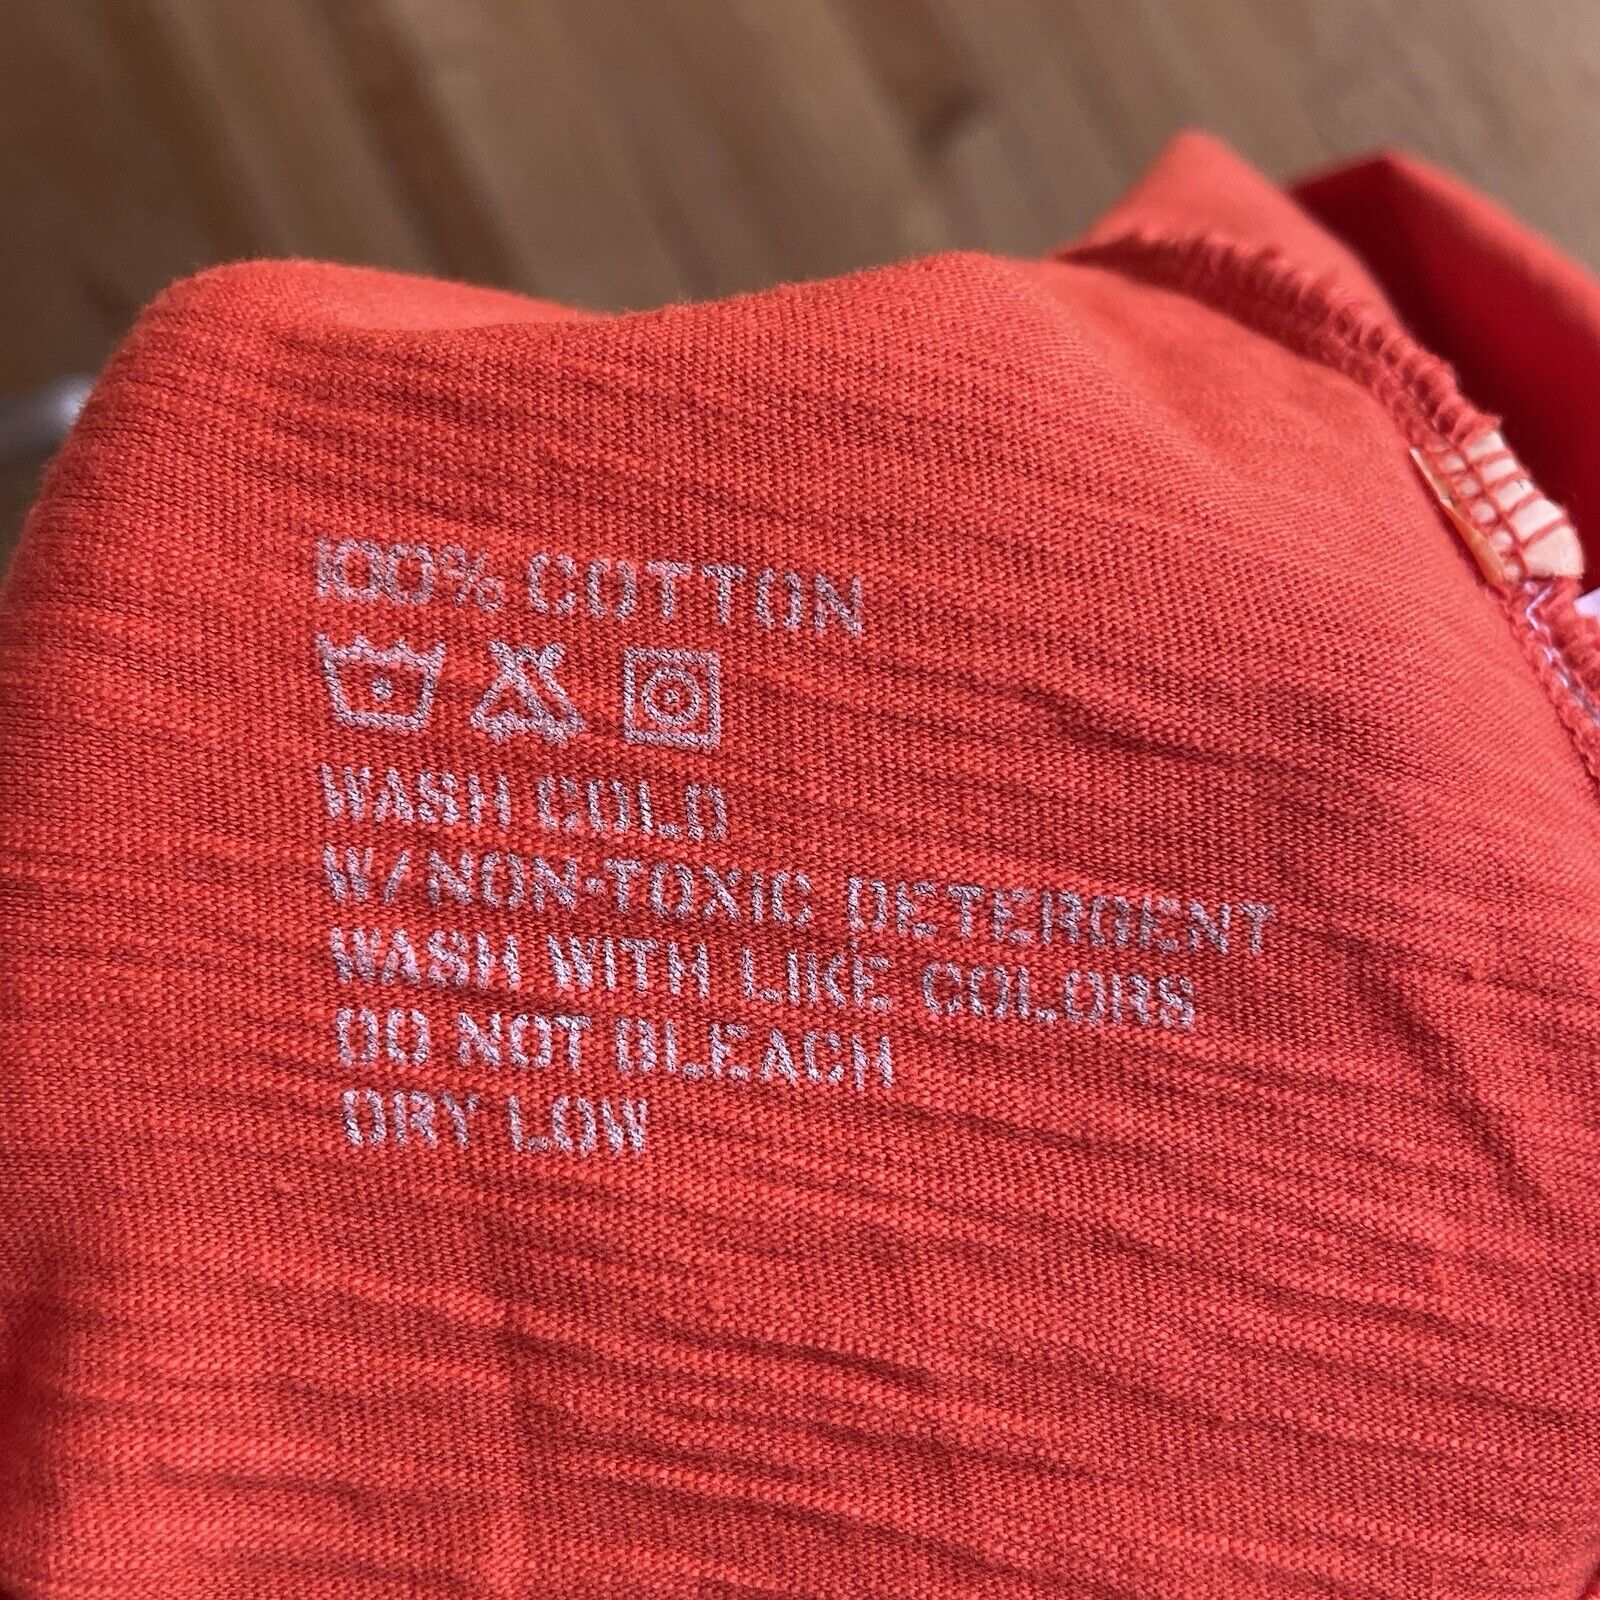 100% COTTON
WASH COLD
W/NON-TOXIC DETERGENT
WASH WITH LIKE COLORS
DO NOT BLEACH
DRY LOW